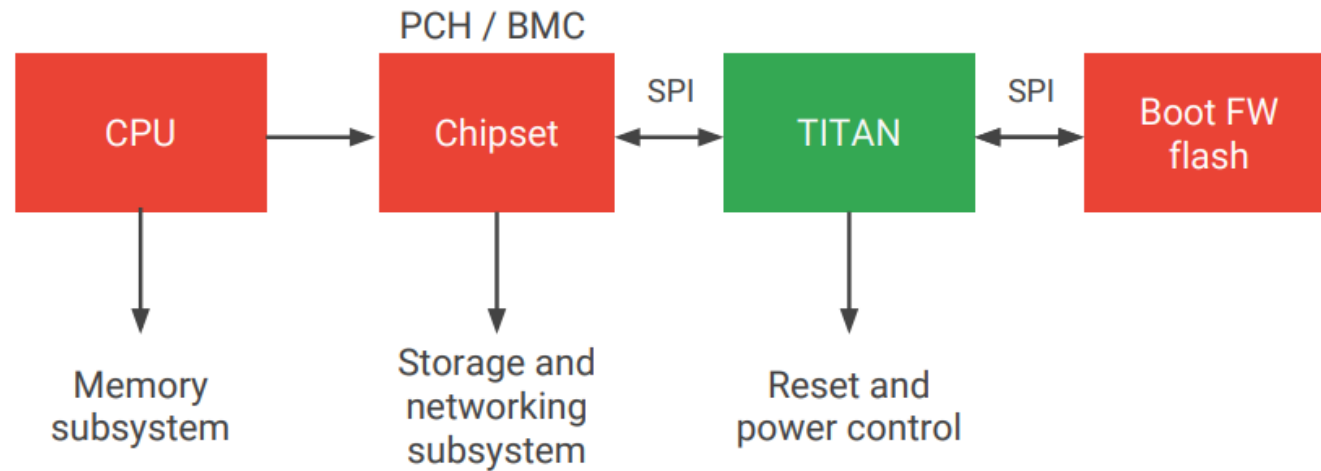 PCH / BMC
CPU
Chipset
SPI
TITAN
SPI
Boot FW
flash
Memory
subsystem
Storage and
networking
subsystem
Reset and
power control